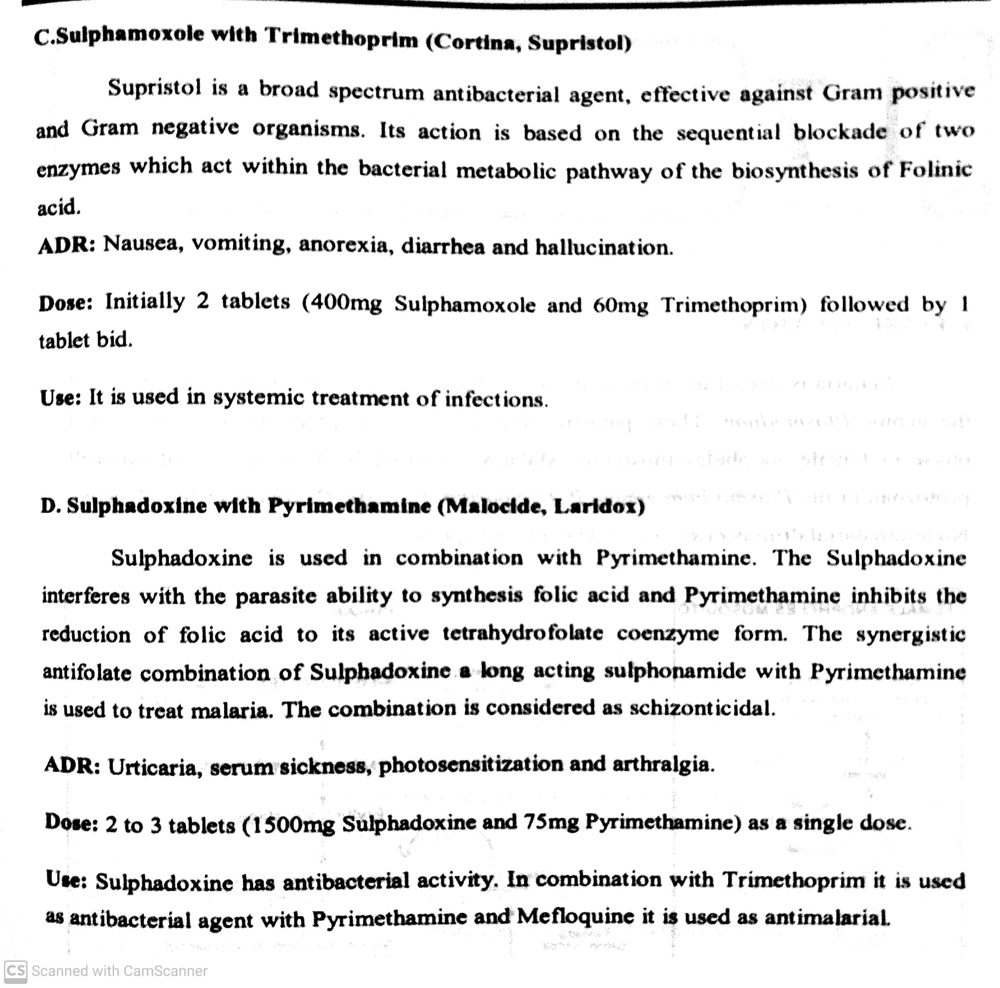 C.Sulphamoxole with Trimethoprim (Cortina, Supristol)
Supristol is a broad spectrum antibacterial agent, effective against Gram positive
and Gram negative organisms. Its action is based on the sequential blockade of two
enzymes which act within the bacterial metabolic pathway of the biosynthesis of Folinic
acid.
ADR: Nausea, vomiting, anorexia, diarrhea and hallucination.
Dose: Initially 2 tablets (400mg Sulphamoxole and 60mg Trimethoprim) followed by 1
tablet bid.
Use: It is used in systemic treatment of infections.
D. Sulphadoxine with Pyrimethamine (Malocide, Laridox)
Sulphadoxine is used in combination with Pyrimethamine. The Sulphadoxine
interferes with the parasite ability to synthesis folic acid and Pyrimethamine inhibits the
reduction of folic acid to its active tetrahydrofolate coenzyme form. The synergistic
antifolate combination of Sulphadoxine a long acting sulphonamide with Pyrimethamine
is used to treat malaria. The combination is considered as schizonticidal.
ADR: Urticaria, serum sickness, photosensitization and arthralgia.
Dose: 2 to 3 tablets (1500mg Sulphadoxine and 75mg Pyrimethamine) as a single dose.
Use: Sulphadoxine has antibacterial activity. In combination with Trimethoprim it is used
as antibacterial agent with Pyrimethamine and Mefloquine it is used as antimalarial.
CS Scanned with CamScanner